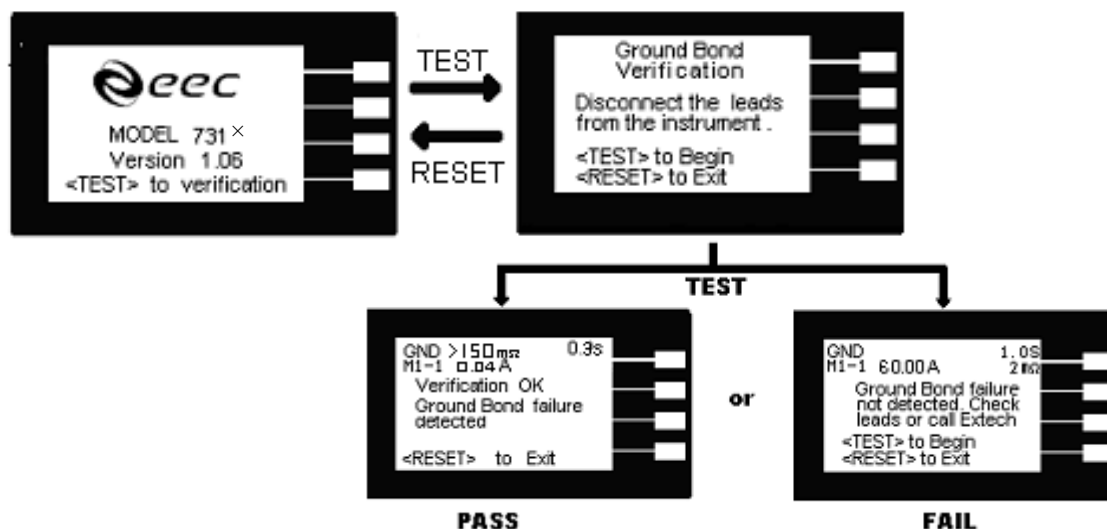 eec
MODEL 731×
Version 1.06
<TEST> to verification
TEST
RESET
Ground Bond
Verification
Disconnect the leads
from the instrument .
<TEST> to Begin
<RESET> to Exit
TEST
GND >150mΩ 0.3s
M1-1 0.04A
Verification OK
Ground Bond failure
detected
<RESET> to Exit
PASS
or
GND 1.0S
M1-1 60.00A 2mΩ
Ground Bond failure
not detected. Check
leads or call Extech
<TEST> to Begin
<RESET> to Exit
FAIL